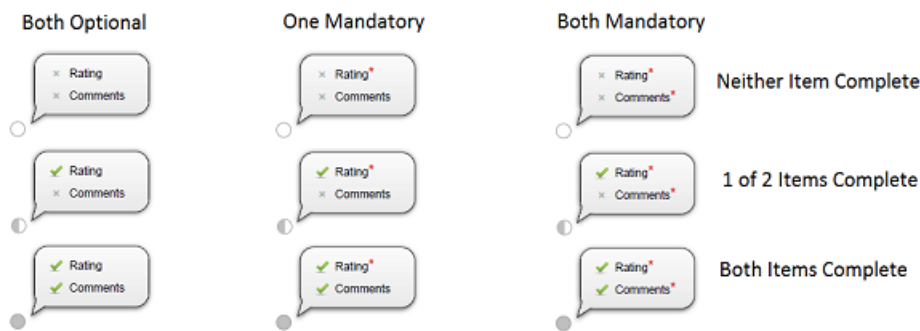 Both Optional
One Mandatory
Both Mandatory
× Rating
× Comments
× Rating*
× Comments
× Rating*
× Comments*
Neither Item Complete
✓ Rating
× Comments
✓ Rating*
× Comments
✓ Rating*
× Comments*
1 of 2 Items Complete
✓ Rating
✓ Comments
✓ Rating*
✓ Comments
✓ Rating*
✓ Comments*
Both Items Complete